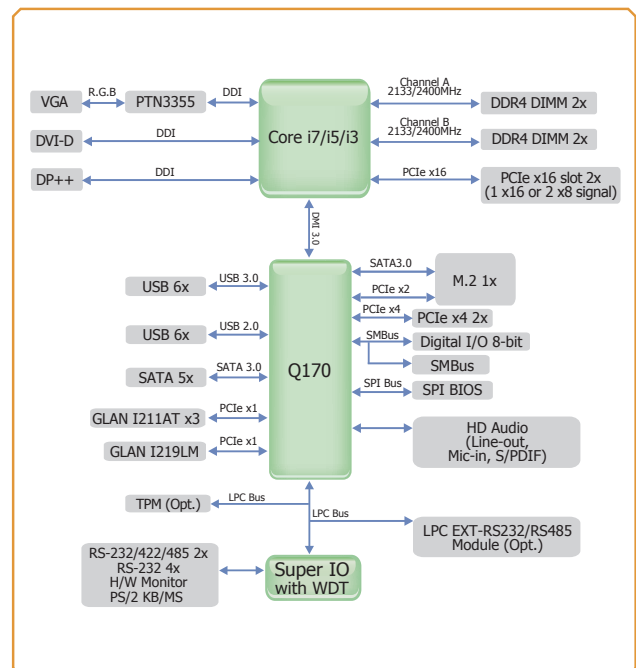 VGA
R.G.B
PTN3355
DDI
Core i7/i5/i3
Channel A
2133/2400MHz
DDR4 DIMM 2x
DVI-D
DDI
Channel B
2133/2400MHz
DDR4 DIMM 2x
DP++
DDI
PCIe x16
PCIe x16 slot 2x
(1 x16 or 2 x8 signal)
DMI 3.0
Q170
USB 6x
USB 3.0
SATA3.0
M.2 1x
PCIe x2
PCIe x4
PCIe x4 2x
USB 6x
USB 2.0
SMBus
Digital I/O 8-bit
SMBus
SATA 5x
SATA 3.0
SPI Bus
SPI BIOS
GLAN I211AT x3
PCIe x1
HD Audio
(Line-out,
Mic-in, S/PDIF)
GLAN I219LM
PCIe x1
TPM (Opt.)
LPC Bus
LPC Bus
LPC EXT-RS232/RS485
Module (Opt.)
RS-232/422/485 2x
RS-232 4x
H/W Monitor
PS/2 KB/MS
Super IO
with WDT